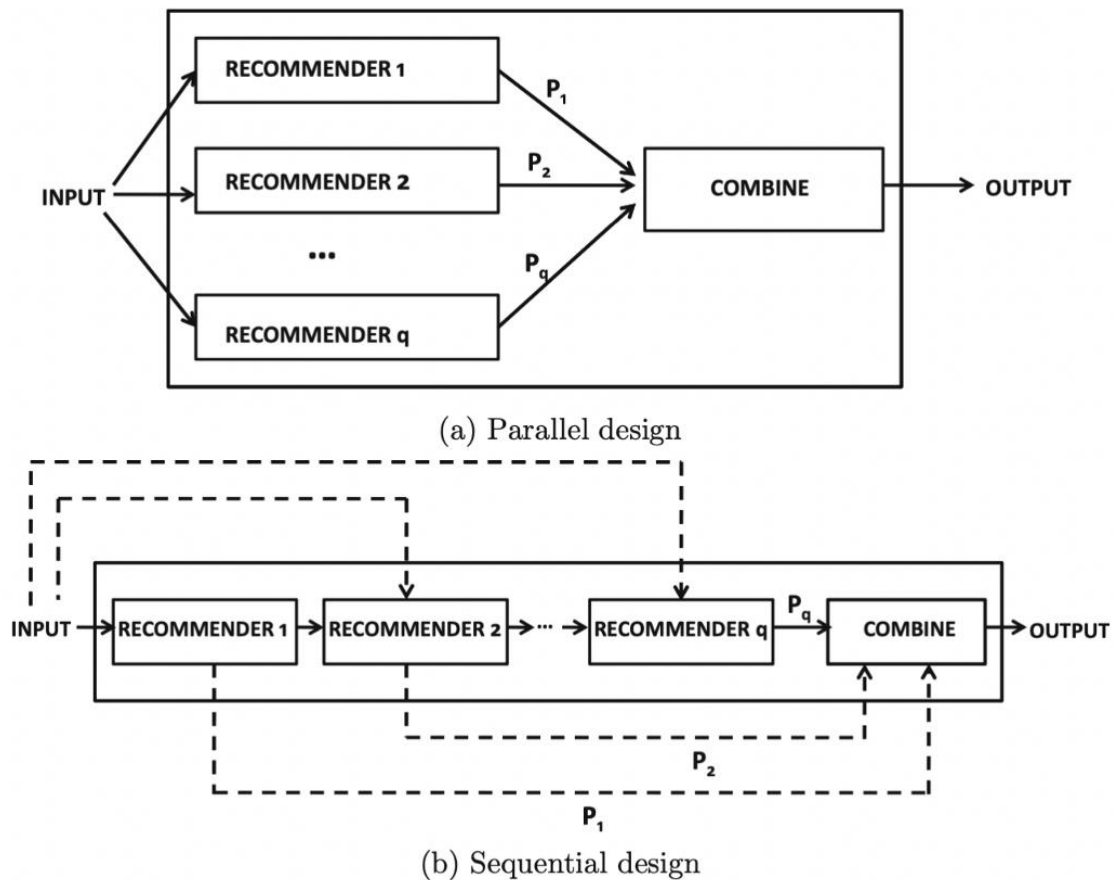 RECOMMENDER 1
P1
RECOMMENDER 2
P2
INPUT
COMBINE
OUTPUT
...
Pq
RECOMMENDER q
(a) Parallel design
INPUT
RECOMMENDER 1
RECOMMENDER 2
...
RECOMMENDER q
Pq
COMBINE
OUTPUT
P2
P1
(b) Sequential design